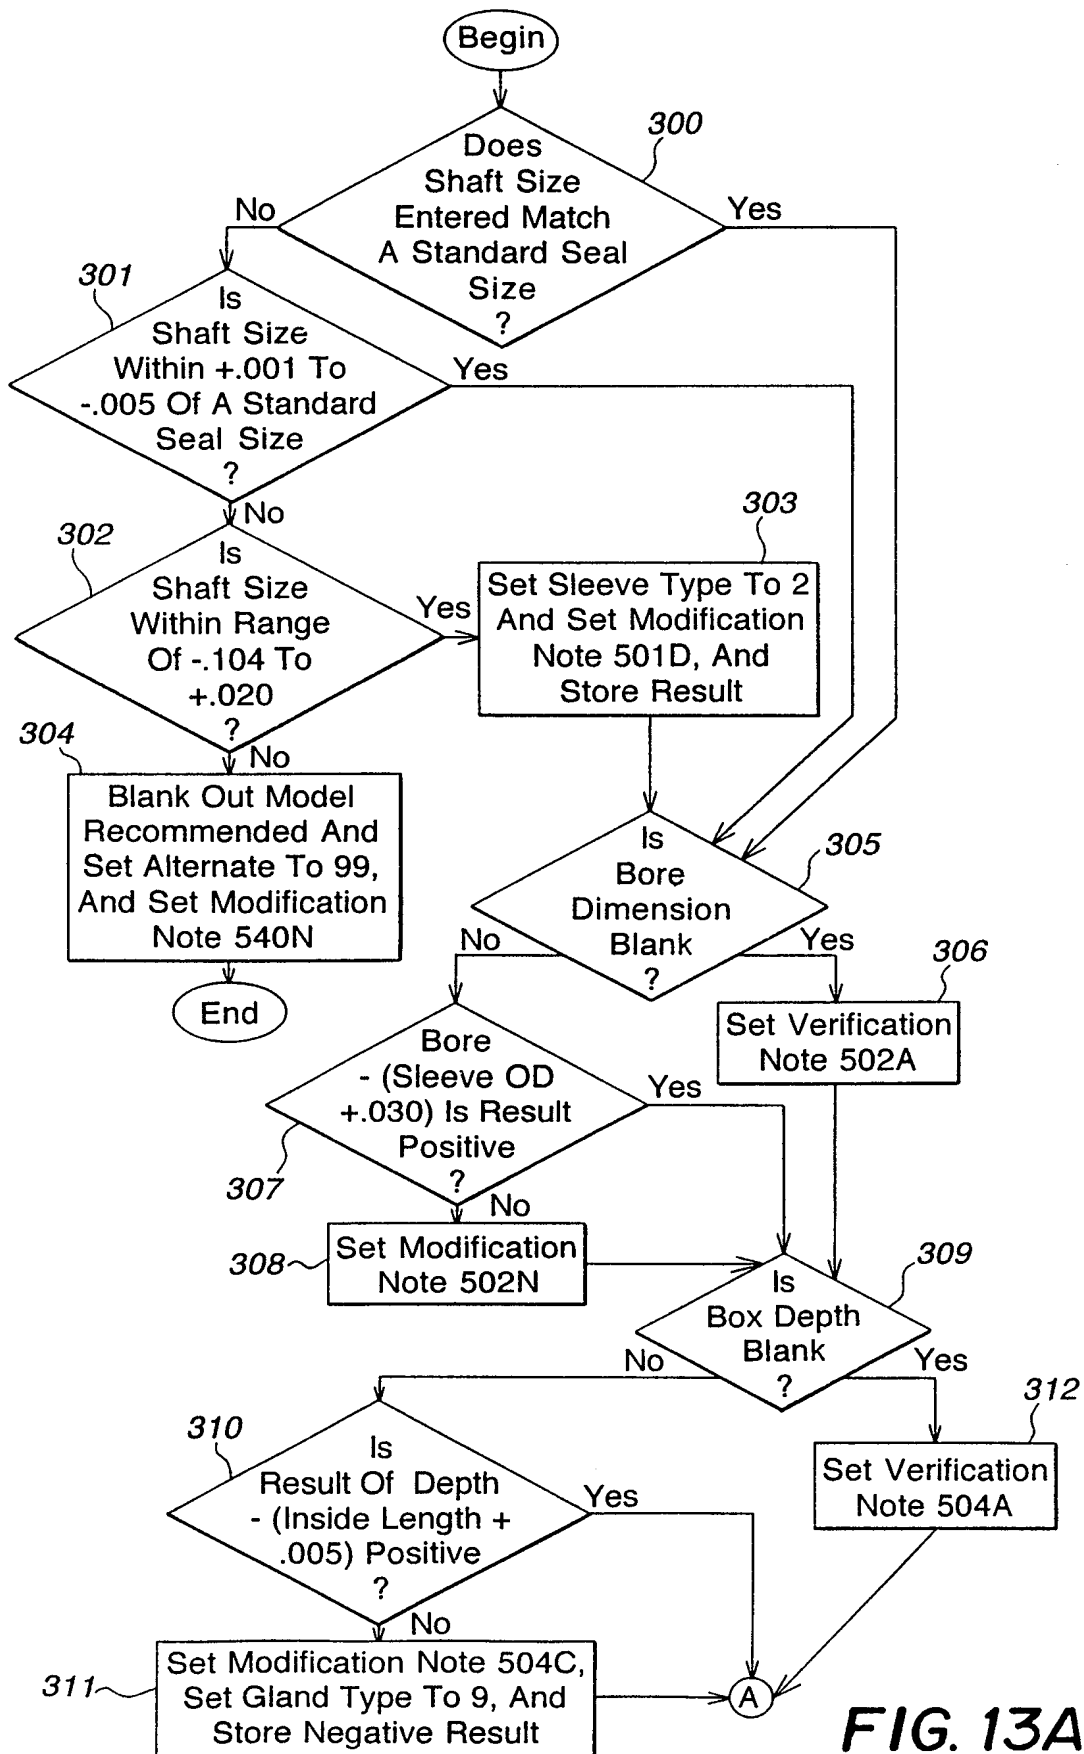 Begin
300
Does
Shaft Size
Entered Match
A Standard Seal
Size
?
No
Yes
301
Is
Shaft Size
Within +.001 To
-.005 Of A Standard
Seal Size
?
Yes
No
302
Is
Shaft Size
Within Range
Of -.104 To
+.020
?
Yes
No
303
Set Sleeve Type To 2
And Set Modification
Note 501D, And
Store Result
304
Blank Out Model
Recommended And
Set Alternate To 99,
And Set Modification
Note 540N
End
305
Is
Bore
Dimension
Blank
?
No
Yes
306
Set Verification
Note 502A
307
Bore
- (Sleeve OD
+.030) Is Result
Positive
?
Yes
No
308
Set Modification
Note 502N
309
Is
Box Depth
Blank
?
No
Yes
310
Is
Result Of Depth
- (Inside Length +
.005) Positive
?
Yes
No
312
Set Verification
Note 504A
311
Set Modification Note 504C,
Set Gland Type To 9, And
Store Negative Result
A
FIG. 13A